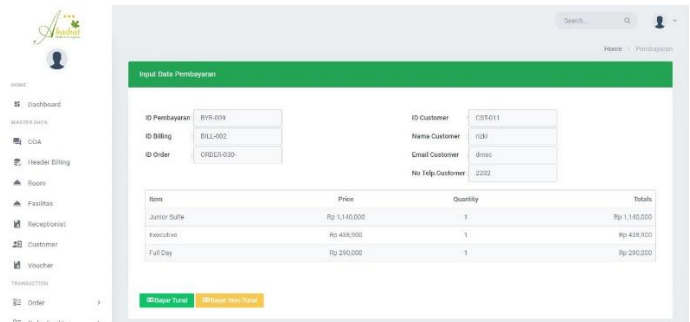 Alhadiat
Search...
Home > Pembayaran
HOME
Dashboard
MASTER DATA
COA
Header Billing
Room
Fasilitas
Receptionist
Customer
Voucher
TRANSACTION
Order
Input Data Pembayaran
ID Pembayaran : BYR-009
ID Billing : BILL-002
ID Order : ORDER-030-
ID Customer : CST-011
Nama Customer rizki
Email Customer dmsc
No Telp.Customer 2202
Item Price Quantity Totals
Junior Suite Rp 1,140,000 1 Rp 1,140,000
Executive Rp 438,900 1 Rp 438,900
Full Day Rp 290,000 1 Rp 290,000
Bayar Tunai Bayar Non-Tunai